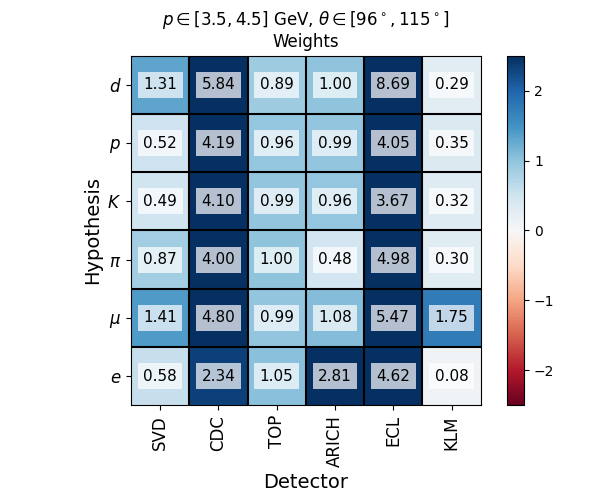 p ∈ [3.5, 4.5] GeV, θ ∈ [96°, 115°]
Weights
Hypothesis
d 1.31 5.84 0.89 1.00 8.69 0.29
p 0.52 4.19 0.96 0.99 4.05 0.35
K 0.49 4.10 0.99 0.96 3.67 0.32
π 0.87 4.00 1.00 0.48 4.98 0.30
μ 1.41 4.80 0.99 1.08 5.47 1.75
e 0.58 2.34 1.05 2.81 4.62 0.08
SVD CDC TOP ARICH ECL KLM
Detector
2
1
0
−1
−2